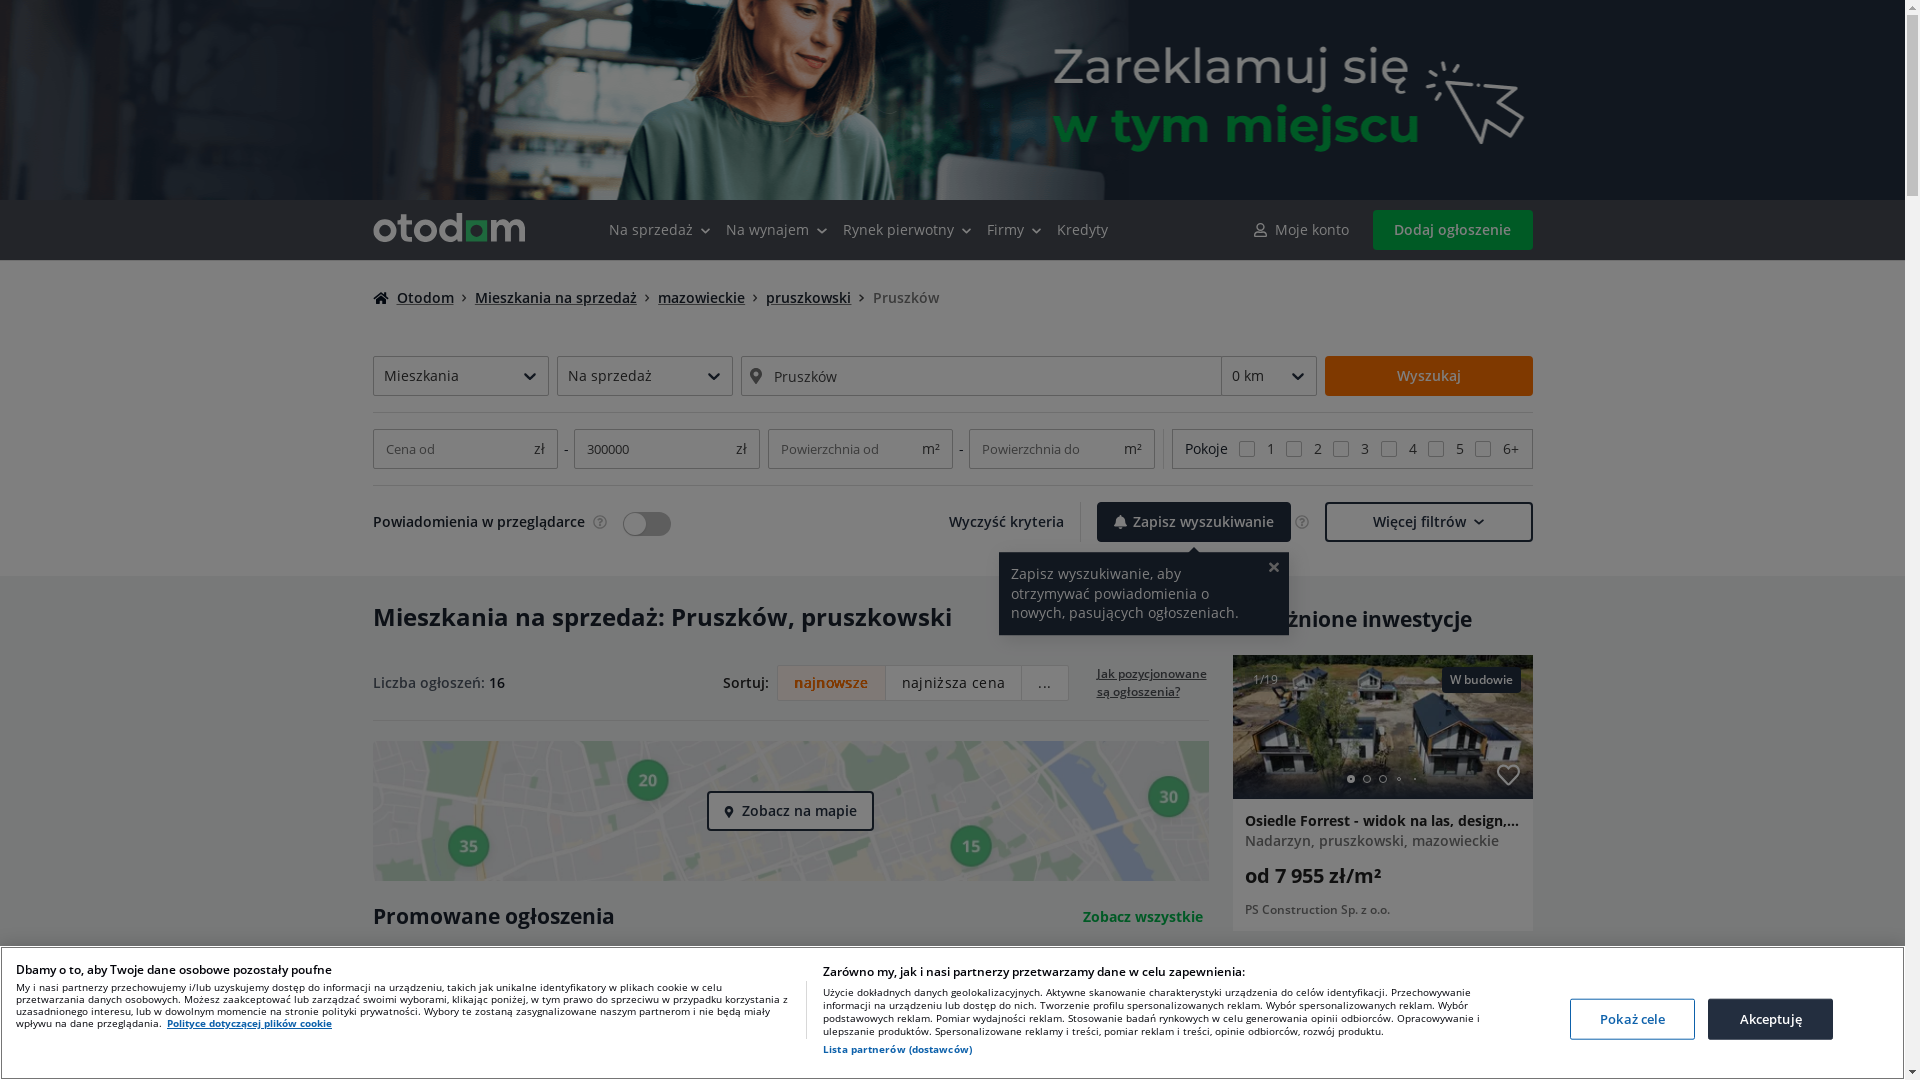 Zareklamuj się
w tym miejscu
otodom
Na sprzedaż
Na wynajem
Rynek pierwotny
Firmy
Kredyty
Moje konto
Dodaj ogłoszenie
Otodom
Mieszkania na sprzedaż
mazowieckie
pruszkowski
Pruszków
Mieszkania
Na sprzedaż
Pruszków
0 km
Wyszukaj
Cena od zł
-
300000 zł
Powierzchnia od m²
-
Powierzchnia do m²
Pokoje 1 2 3 4 5 6+
Powiadomienia w przeglądarce
Wyczyść kryteria
Zapisz wyszukiwanie
Więcej filtrów
Zapisz wyszukiwanie, aby
otrzymywać powiadomienia o
nowych, pasujących ogłoszeniach.
Mieszkania na sprzedaż: Pruszków, pruszkowski
żnione inwestycje
Liczba ogłoszeń: 16
Sortuj:
najnowsze
najniższa cena
...
Jak pozycjonowane
są ogłoszenia?
20
35
15
30
Zobacz na mapie
1/19
W budowie
Osiedle Forrest - widok na las, design,...
Nadarzyn, pruszkowski, mazowieckie
od 7 955 zł/m²
PS Construction Sp. z o.o.
Promowane ogłoszenia
Zobacz wszystkie
Dbamy o to, aby Twoje dane osobowe pozostały poufne
My i nasi partnerzy przechowujemy i/lub uzyskujemy dostęp do informacji na urządzeniu, takich jak unikalne identyfikatory w plikach cookie w celu
przetwarzania danych osobowych. Możesz zaakceptować lub zarządzać swoimi wyborami, klikając poniżej, w tym prawo do sprzeciwu w przypadku korzystania z
uzasadnionego interesu, lub w dowolnym momencie na stronie polityki prywatności. Wybory te zostaną zasygnalizowane naszym partnerom i nie będą miały
wpływu na dane przeglądania. Polityce dotyczącej plików cookie
Zarówno my, jak i nasi partnerzy przetwarzamy dane w celu zapewnienia:
Użycie dokładnych danych geolokalizacyjnych. Aktywne skanowanie charakterystyki urządzenia do celów identyfikacji. Przechowywanie
informacji na urządzeniu lub dostęp do nich. Tworzenie profilu spersonalizowanych reklam. Wybór spersonalizowanych reklam. Wybór
podstawowych reklam. Pomiar wydajności reklam. Stosowanie badań rynkowych w celu generowania opinii odbiorców. Opracowywanie i
ulepszanie produktów. Spersonalizowane reklamy i treści, pomiar reklam i treści, opinie odbiorców, rozwój produktu.
Lista partnerów (dostawców)
Pokaż cele
Akceptuję